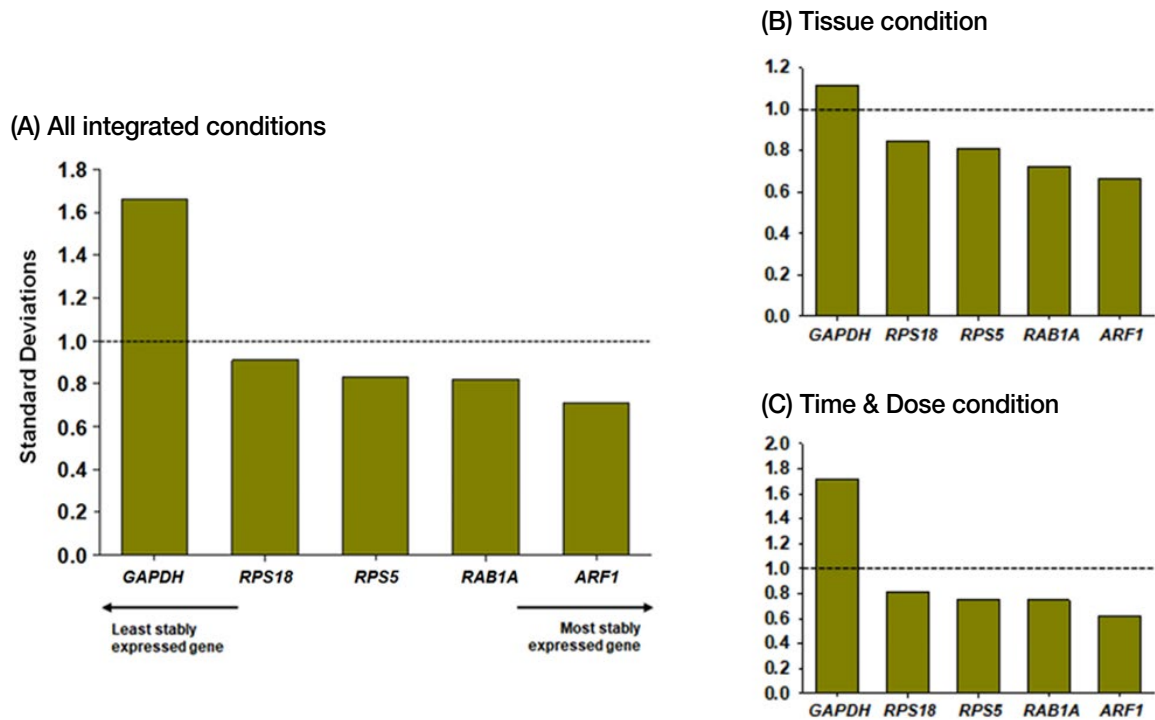 (A) All integrated conditions
Standard Deviations
1.8
1.6
1.4
1.2
1.0
0.8
0.6
0.4
0.2
0.0
GAPDH RPS18 RPS5 RAB1A ARF1
Least stably
expressed gene
Most stably
expressed gene
(B) Tissue condition
1.2
1.0
0.8
0.6
0.4
0.2
0.0
GAPDH RPS18 RPS5 RAB1A ARF1
(C) Time & Dose condition
2.0
1.8
1.6
1.4
1.2
1.0
0.8
0.6
0.4
0.2
0.0
GAPDH RPS18 RPS5 RAB1A ARF1